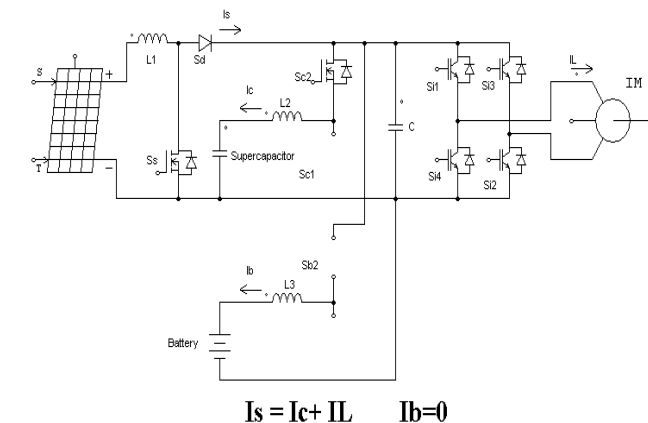 Is
S
+
L1
Sd
Sc2
Si1
Si3
IL
IM
Ic
L2
C
T
−
Ss
Supercapacitor
Sc1
Si4
Si2
Sb2
Ib
L3
Battery
Is = Ic+ IL Ib=0